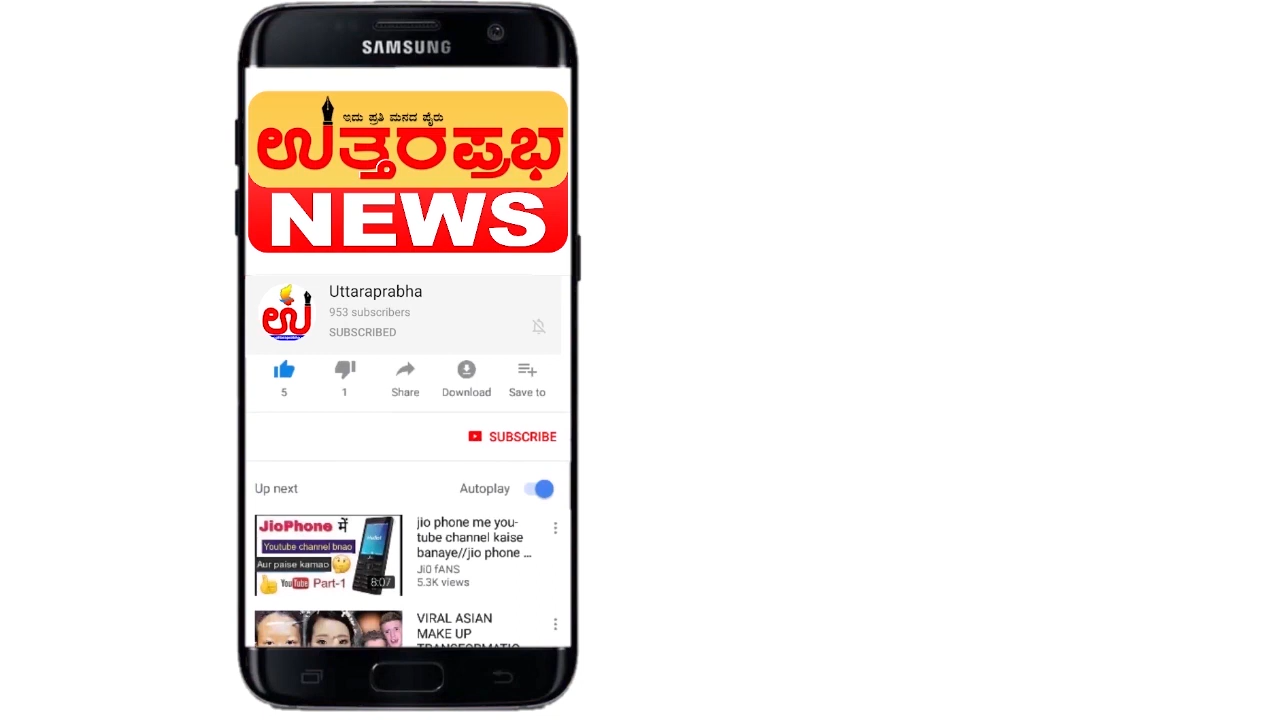 SAMSUNG
ಇದು ಪ್ರತಿ ಮನದ ಪೈರು
ಉತ್ತರಪ್ರಭ
NEWS
Uttaraprabha
953 subscribers
SUBSCRIBED
ಉ
5 1 Share Download Save to
SUBSCRIBE
Up next Autoplay
JioPhone में
Youtube channel bnao
Aur paise kamao
YouTube Part-1
8:07
jio phone me you-
tube channel kaise
banaye//jio phone ...
Ji0 fANS
5.3K views
VIRAL ASIAN
MAKE UP
TRANSFORMATIO